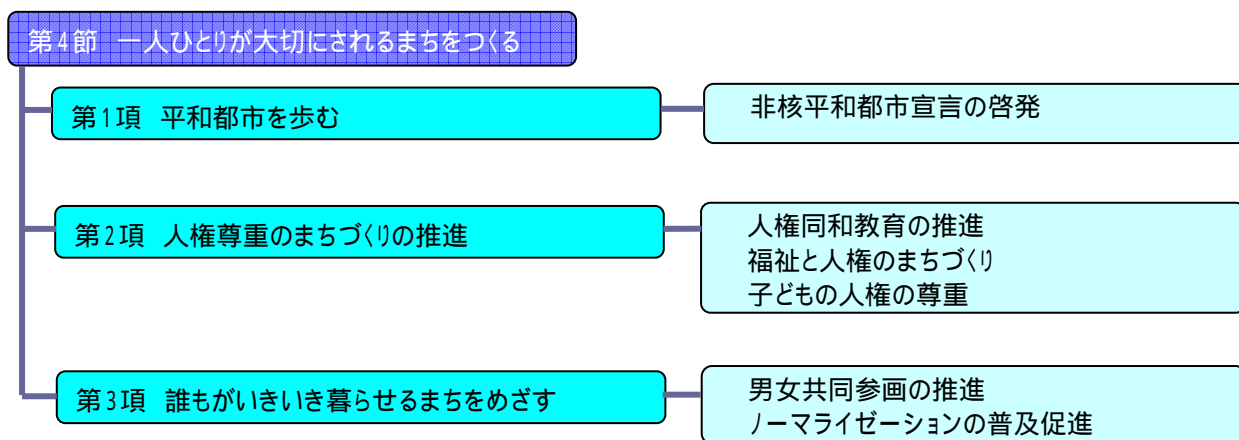 第4節 一人ひとりが大切にされるまちをつくる
第1項 平和都市を歩む
非核平和都市宣言の啓発
第2項 人権尊重のまちづくりの推進
人権同和教育の推進
福祉と人権のまちづくり
子どもの人権の尊重
第3項 誰もがいきいき暮らせるまちをめざす
男女共同参画の推進
ノーマライゼーションの普及促進